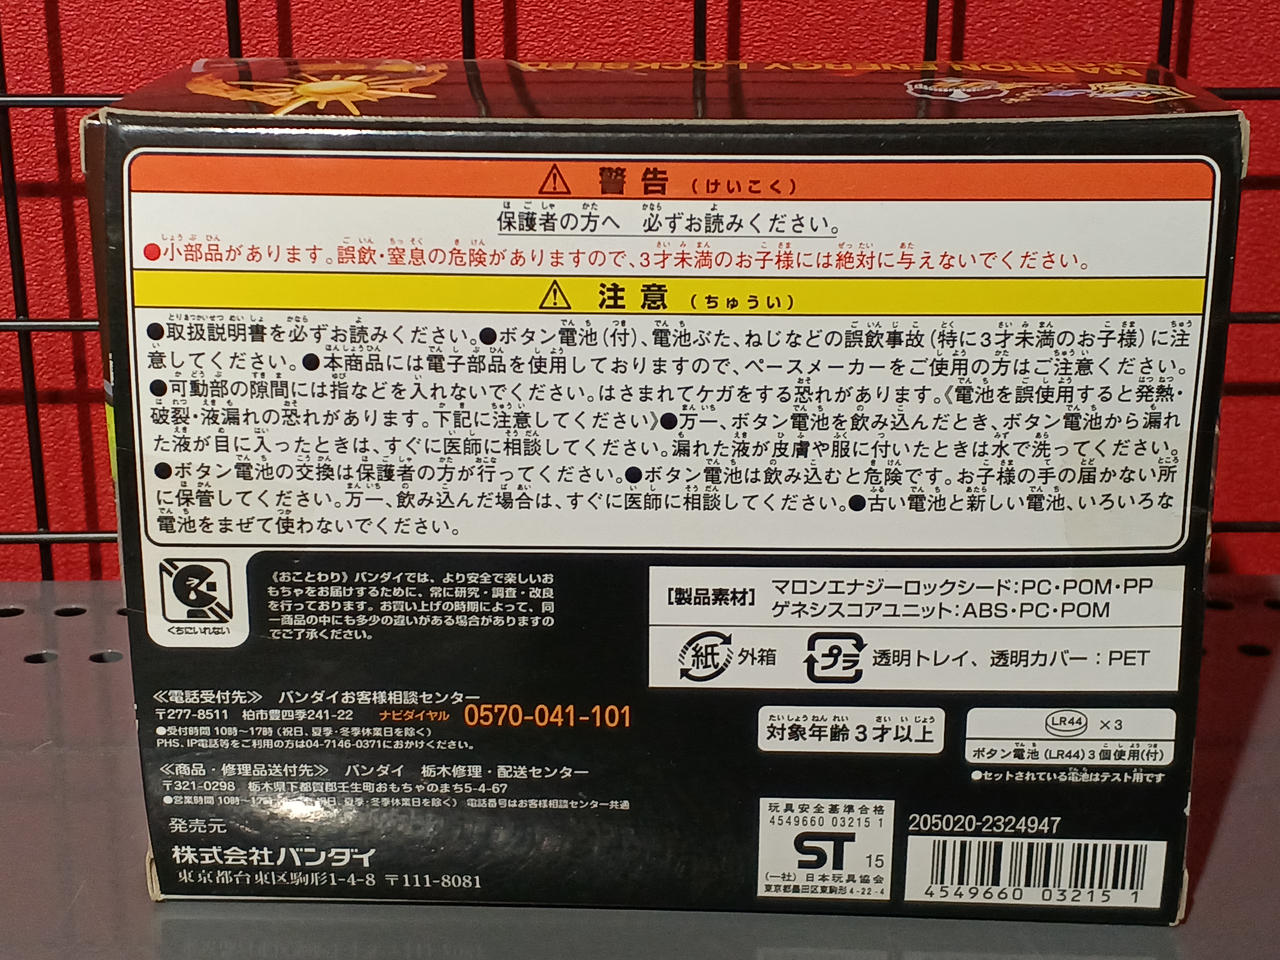 MARRON ENERGY LOCKSEED
⚠ 警告（けいこく）
保護者の方へ 必ずお読みください。
●小部品があります。誤飲・窒息の危険がありますので、3才未満のお子様には絶対に与えないでください。
⚠ 注意（ちゅうい）
●取扱説明書を必ずお読みください。●ボタン電池(付)、電池ぶた、ねじなどの誤飲事故(特に3才未満のお子様)に注
意してください。●本商品には電子部品を使用しておりますので、ペースメーカーをご使用の方はご注意ください。
●可動部の隙間には指などを入れないでください。はさまれてケガをする恐れがあります。《電池を誤使用すると発熱・
破裂・液漏れの恐れがあります。下記に注意してください》●万一、ボタン電池を飲み込んだとき、ボタン電池から漏れ
た液が目に入ったときは、すぐに医師に相談してください。漏れた液が皮膚や服に付いたときは水で洗ってください。
●ボタン電池の交換は保護者の方が行ってください。●ボタン電池は飲み込むと危険です。お子様の手の届かない所
に保管してください。万一、飲み込んだ場合は、すぐに医師に相談してください。●古い電池と新しい電池、いろいろな
電池をまぜて使わないでください。
くちにいれない
《おことわり》バンダイでは、より安全で楽しいお
もちゃをお届けするために、常に研究・調査・改良
を行っております。お買い上げの時期によって、同
一商品の中にも多少の違いがある場合がありますの
でご了承ください。
[製品素材] マロンエナジーロックシード:PC・POM・PP
ゲネシスコアユニット:ABS・PC・POM
紙 外箱 プラ 透明トレイ、透明カバー:PET
≪電話受付先≫ バンダイお客様相談センター
〒277-8511 柏市豊四季241-22 ナビダイヤル 0570-041-101
●受付時間 10時〜17時 (祝日、夏季・冬季休業日を除く)
PHS、IP電話等をご利用の方は04-7146-0371におかけください。
≪商品・修理品送付先≫ バンダイ 栃木修理・配送センター
〒321-0298 栃木県下都賀郡壬生町おもちゃのまち5-4-67
●営業時間 10時〜17時 日、夏季・冬季休業日を除く) 電話番号はお客様相談センター共通
発売元
株式会社バンダイ
東京都台東区駒形1-4-8 〒111-8081
対象年齢3才以上
LR44 ×3
ボタン電池(LR44)3個使用(付)
●セットされている電池はテスト用です
玩具安全基準合格
4549660 03215 1
ST 15
(一社)日本玩具協会
東京都墨田区東駒形4-22-4
205020-2324947
4549660 03215 1